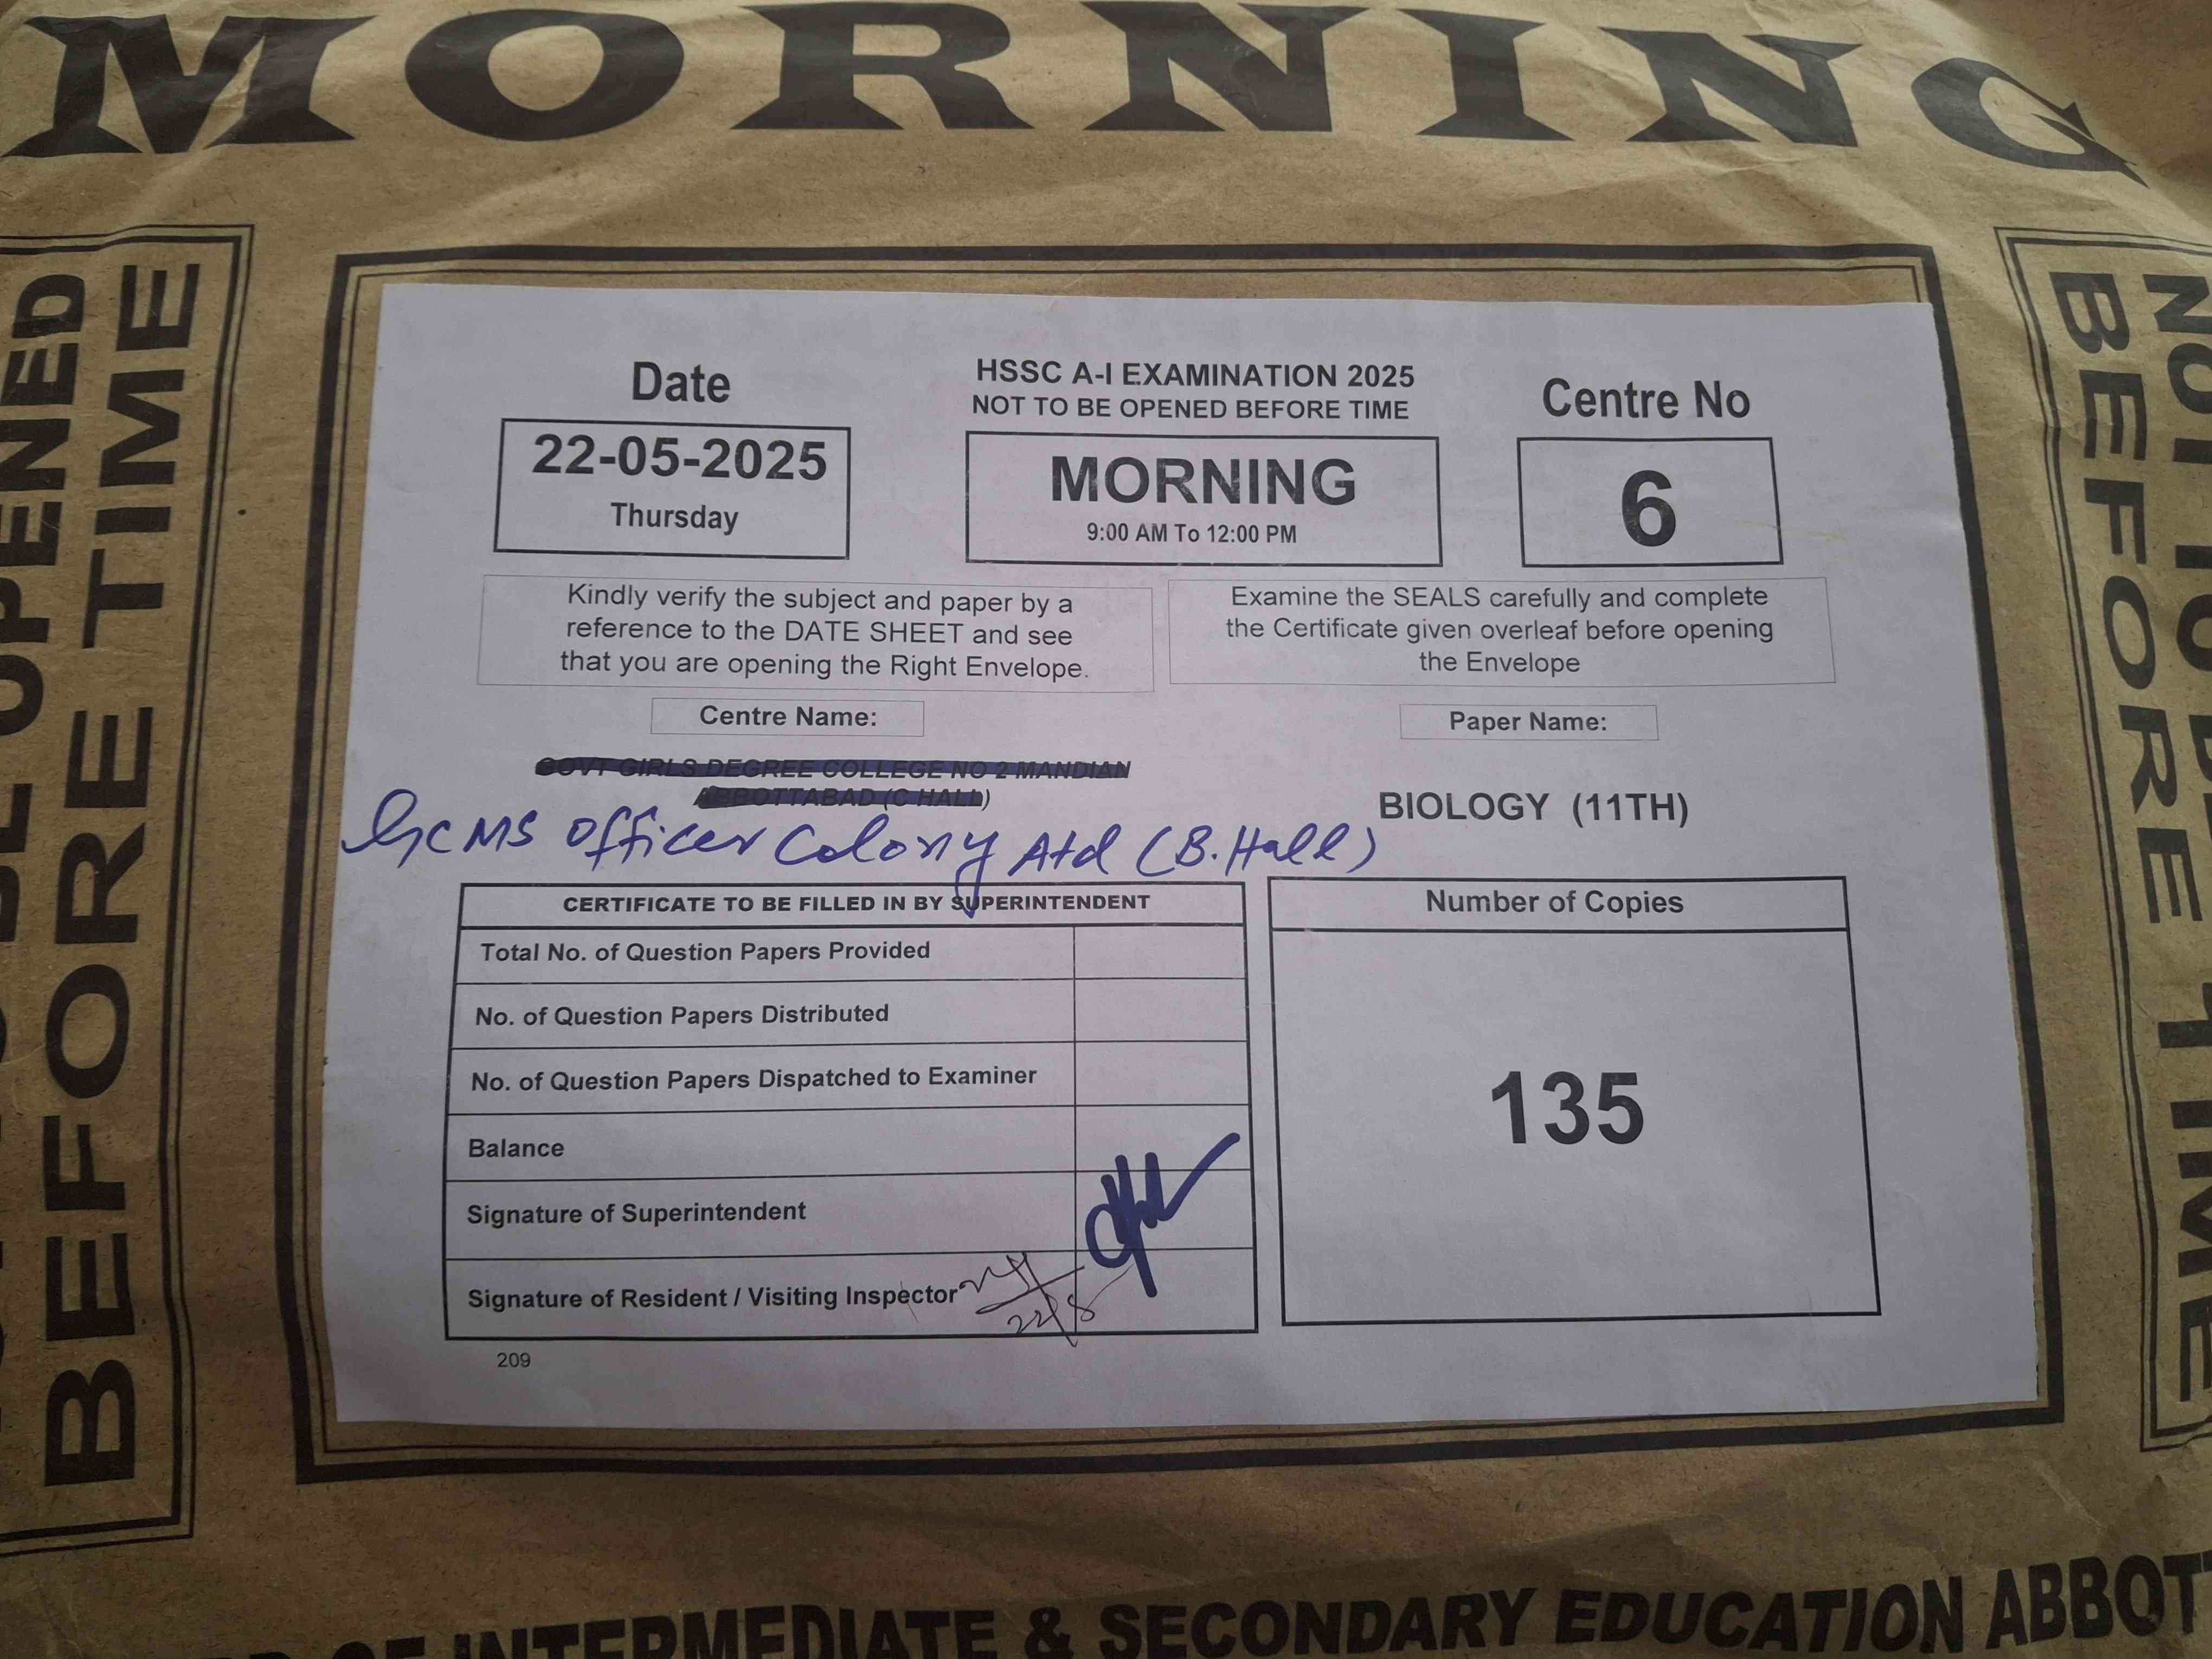 MORNING
OPENED
BEFORE TIME
NOT TO BE
BEFORE TIME
Date
22-05-2025
Thursday
HSSC A-I EXAMINATION 2025
NOT TO BE OPENED BEFORE TIME
MORNING
9:00 AM To 12:00 PM
Centre No
6
Kindly verify the subject and paper by a
reference to the DATE SHEET and see
that you are opening the Right Envelope.
Examine the SEALS carefully and complete
the Certificate given overleaf before opening
the Envelope
Centre Name:
GOVT GIRLS DEGREE COLLEGE NO 2 MANDIAN
ABBOTTABAD (C HALL)
Officer Colony Atd (B.Hall)
Paper Name:
BIOLOGY (11TH)
CERTIFICATE TO BE FILLED IN BY SUPERINTENDENT
Total No. of Question Papers Provided
No. of Question Papers Distributed
No. of Question Papers Dispatched to Examiner
Balance
Signature of Superintendent
Signature of Resident / Visiting Inspector
Number of Copies
135
209
OF INTERMEDIATE & SECONDARY EDUCATION ABBOT